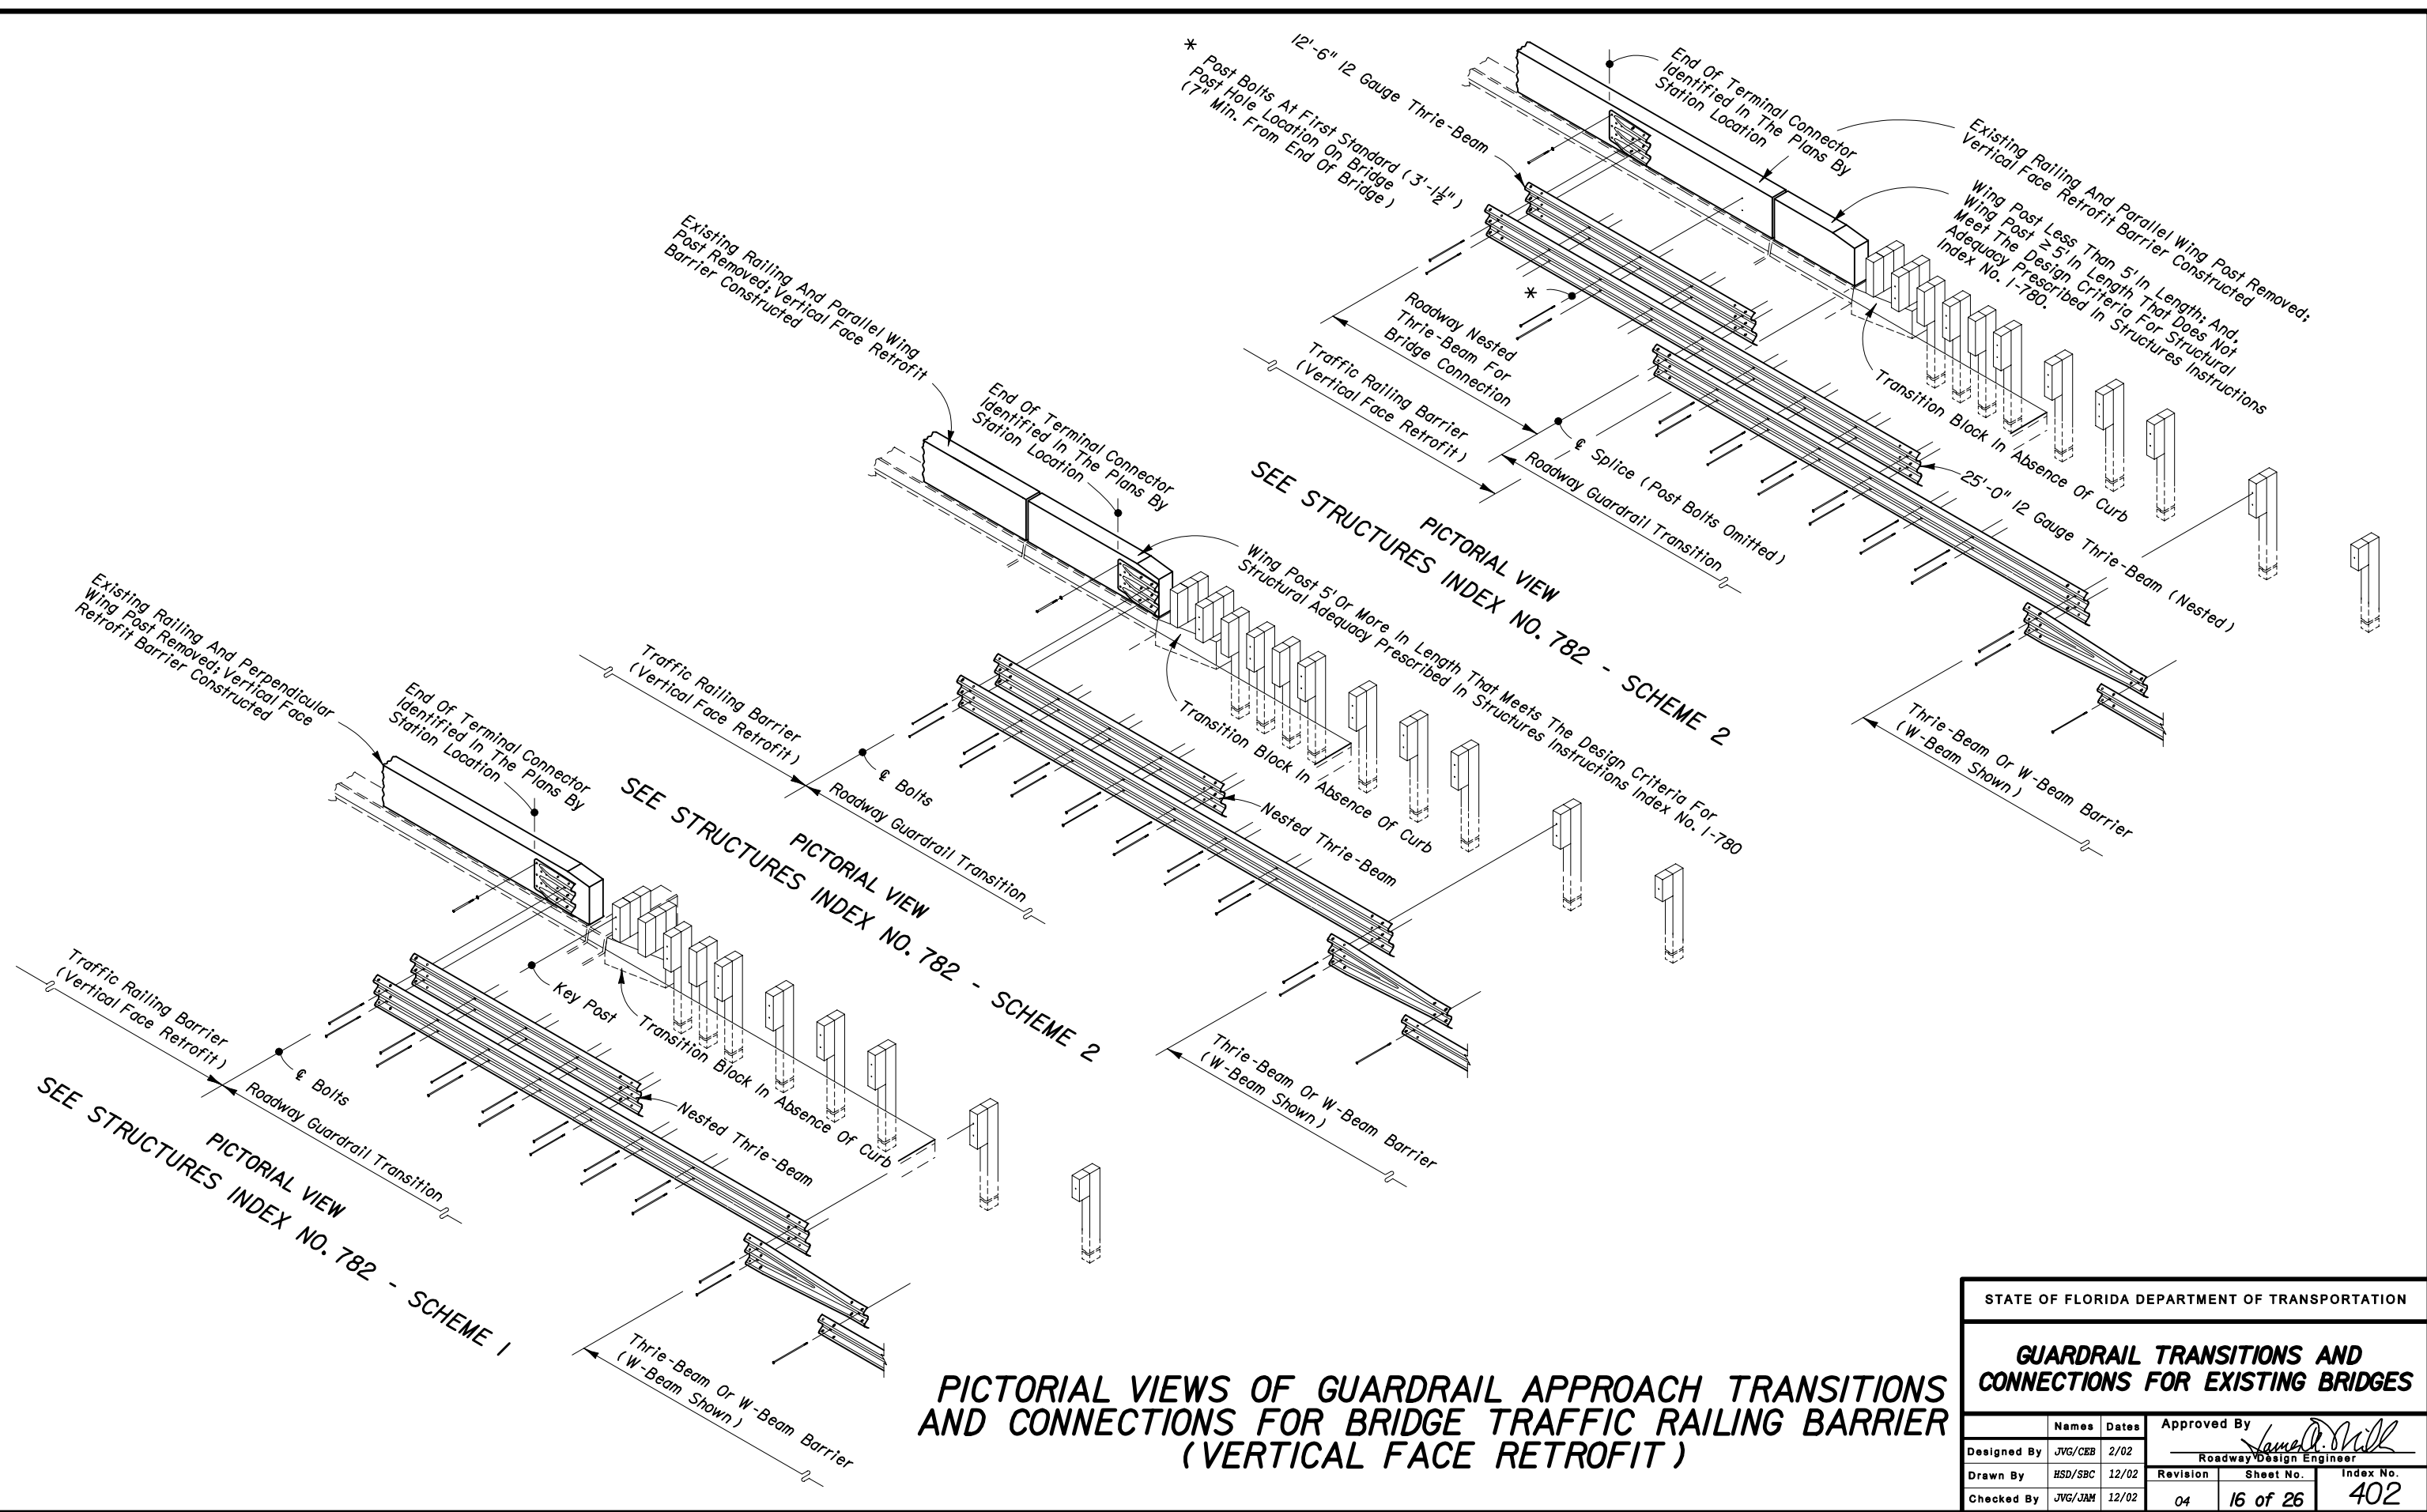 *
Post Bolts At First Standard (3'-1½")
Post Hole Location On Bridge
(7" Min. From End Of Bridge)
12'-6" 12 Gauge Thrie-Beam
End Of Terminal Connector
Identified In The Plans By
Station Location
Existing Railing And Parallel Wing Post Removed;
Vertical Face Retrofit Barrier Constructed
Wing Post Less Than 5' In Length; And,
Wing Post ≥ 5' In Length That Does Not
Meet The Design Criteria For Structural
Adequacy Prescribed In Structures Instructions
Index No. I-780.
*
Roadway Nested
Thrie-Beam For
Bridge Connection
Traffic Railing Barrier
(Vertical Face Retrofit)
℄ Splice (Post Bolts Omitted)
Roadway Guardrail Transition
Transition Block In Absence Of Curb
25'-0" 12 Gauge Thrie-Beam (Nested)
Thrie-Beam Or W-Beam Barrier
(W-Beam Shown)
PICTORIAL VIEW
SEE STRUCTURES INDEX NO. 782 - SCHEME 2
Existing Railing And Parallel Wing
Post Removed; Vertical Face Retrofit
Barrier Constructed
End Of Terminal Connector
Identified In The Plans By
Station Location
Wing Post 5' Or More In Length That Meets The Design Criteria For
Structural Adequacy Prescribed In Structures Instructions Index No. I-780
Traffic Railing Barrier
(Vertical Face Retrofit)
℄ Bolts
Roadway Guardrail Transition
Transition Block In Absence Of Curb
Nested Thrie-Beam
Thrie-Beam Or W-Beam Barrier
(W-Beam Shown)
PICTORIAL VIEW
SEE STRUCTURES INDEX NO. 782 - SCHEME 2
Existing Railing And Perpendicular
Wing Post Removed; Vertical Face
Retrofit Barrier Constructed
End Of Terminal Connector
Identified In The Plans By
Station Location
Traffic Railing Barrier
(Vertical Face Retrofit)
℄ Bolts
Roadway Guardrail Transition
Key Post
Transition Block In Absence Of Curb
Nested Thrie-Beam
Thrie-Beam Or W-Beam Barrier
(W-Beam Shown)
PICTORIAL VIEW
SEE STRUCTURES INDEX NO. 782 - SCHEME 1
PICTORIAL VIEWS OF GUARDRAIL APPROACH TRANSITIONS
AND CONNECTIONS FOR BRIDGE TRAFFIC RAILING BARRIER
(VERTICAL FACE RETROFIT)
STATE OF FLORIDA DEPARTMENT OF TRANSPORTATION
GUARDRAIL TRANSITIONS AND
CONNECTIONS FOR EXISTING BRIDGES
Names Dates
Designed By JVG/CEB 2/02
Drawn By HSD/SBC 12/02
Checked By JVG/JAM 12/02
Approved By
James A. Mills
Roadway Design Engineer
Revision Sheet No. Index No.
04 16 of 26 402